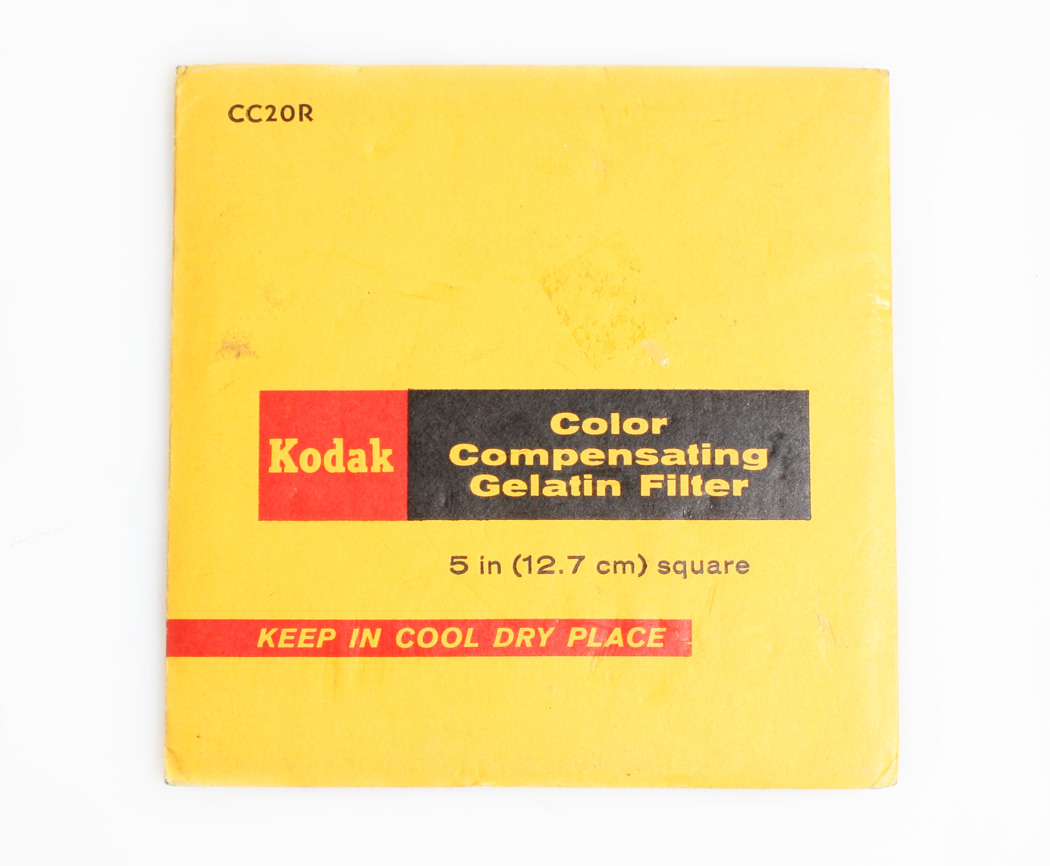 CC20R
Kodak
Color
Compensating
Gelatin Filter
5 in (12.7 cm) square
KEEP IN COOL DRY PLACE